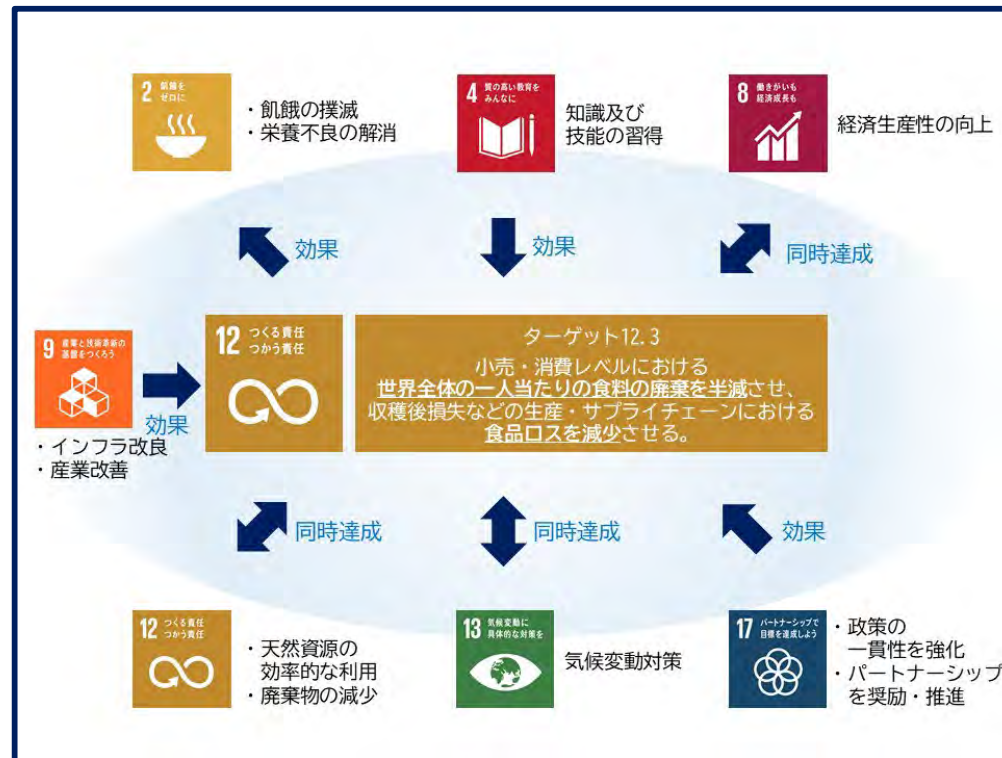 2 飢餓を
ゼロに
・飢餓の撲滅
・栄養不良の解消
4 質の高い教育を
みんなに
知識及び
技能の習得
8 働きがいも
経済成長も
経済生産性の向上
効果
効果
同時達成
9 産業と技術革新の
基盤をつくろう
効果
・インフラ改良
・産業改善
12 つくる責任
つかう責任
ターゲット12.3
小売・消費レベルにおける
世界全体の一人当たりの食料の廃棄を半減させ、
収穫後損失などの生産・サプライチェーンにおける
食品ロスを減少させる。
同時達成
同時達成
効果
12 つくる責任
つかう責任
・天然資源の
効率的な利用
・廃棄物の減少
13 気候変動に
具体的な対策を
気候変動対策
17 パートナーシップで
目標を達成しよう
・政策の
一貫性を強化
・パートナーシップ
を奨励・推進